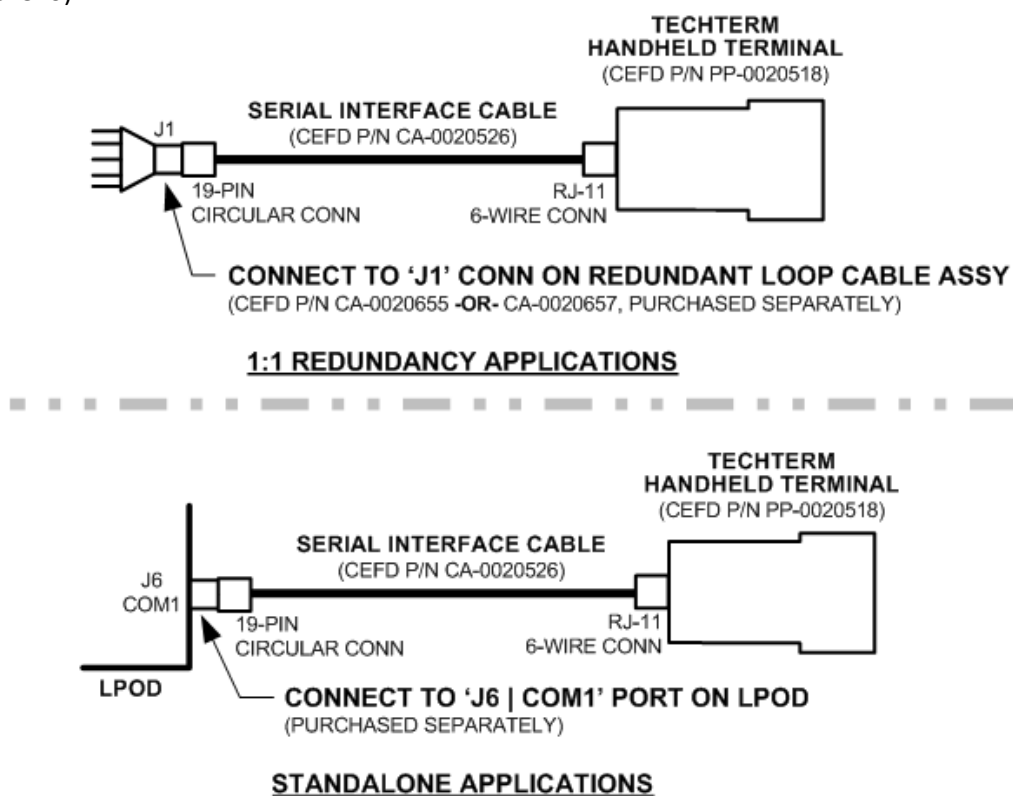 TECHTERM
HANDHELD TERMINAL
(CEFD P/N PP-0020518)
SERIAL INTERFACE CABLE
(CEFD P/N CA-0020526)
J1
19-PIN
CIRCULAR CONN
RJ-11
6-WIRE CONN
CONNECT TO ‘J1’ CONN ON REDUNDANT LOOP CABLE ASSY
(CEFD P/N CA-0020655 -OR- CA-0020657, PURCHASED SEPARATELY)
1:1 REDUNDANCY APPLICATIONS
TECHTERM
HANDHELD TERMINAL
(CEFD P/N PP-0020518)
SERIAL INTERFACE CABLE
(CEFD P/N CA-0020526)
J6
COM1
19-PIN
CIRCULAR CONN
RJ-11
6-WIRE CONN
LPOD
CONNECT TO ‘J6 | COM1’ PORT ON LPOD
(PURCHASED SEPARATELY)
STANDALONE APPLICATIONS